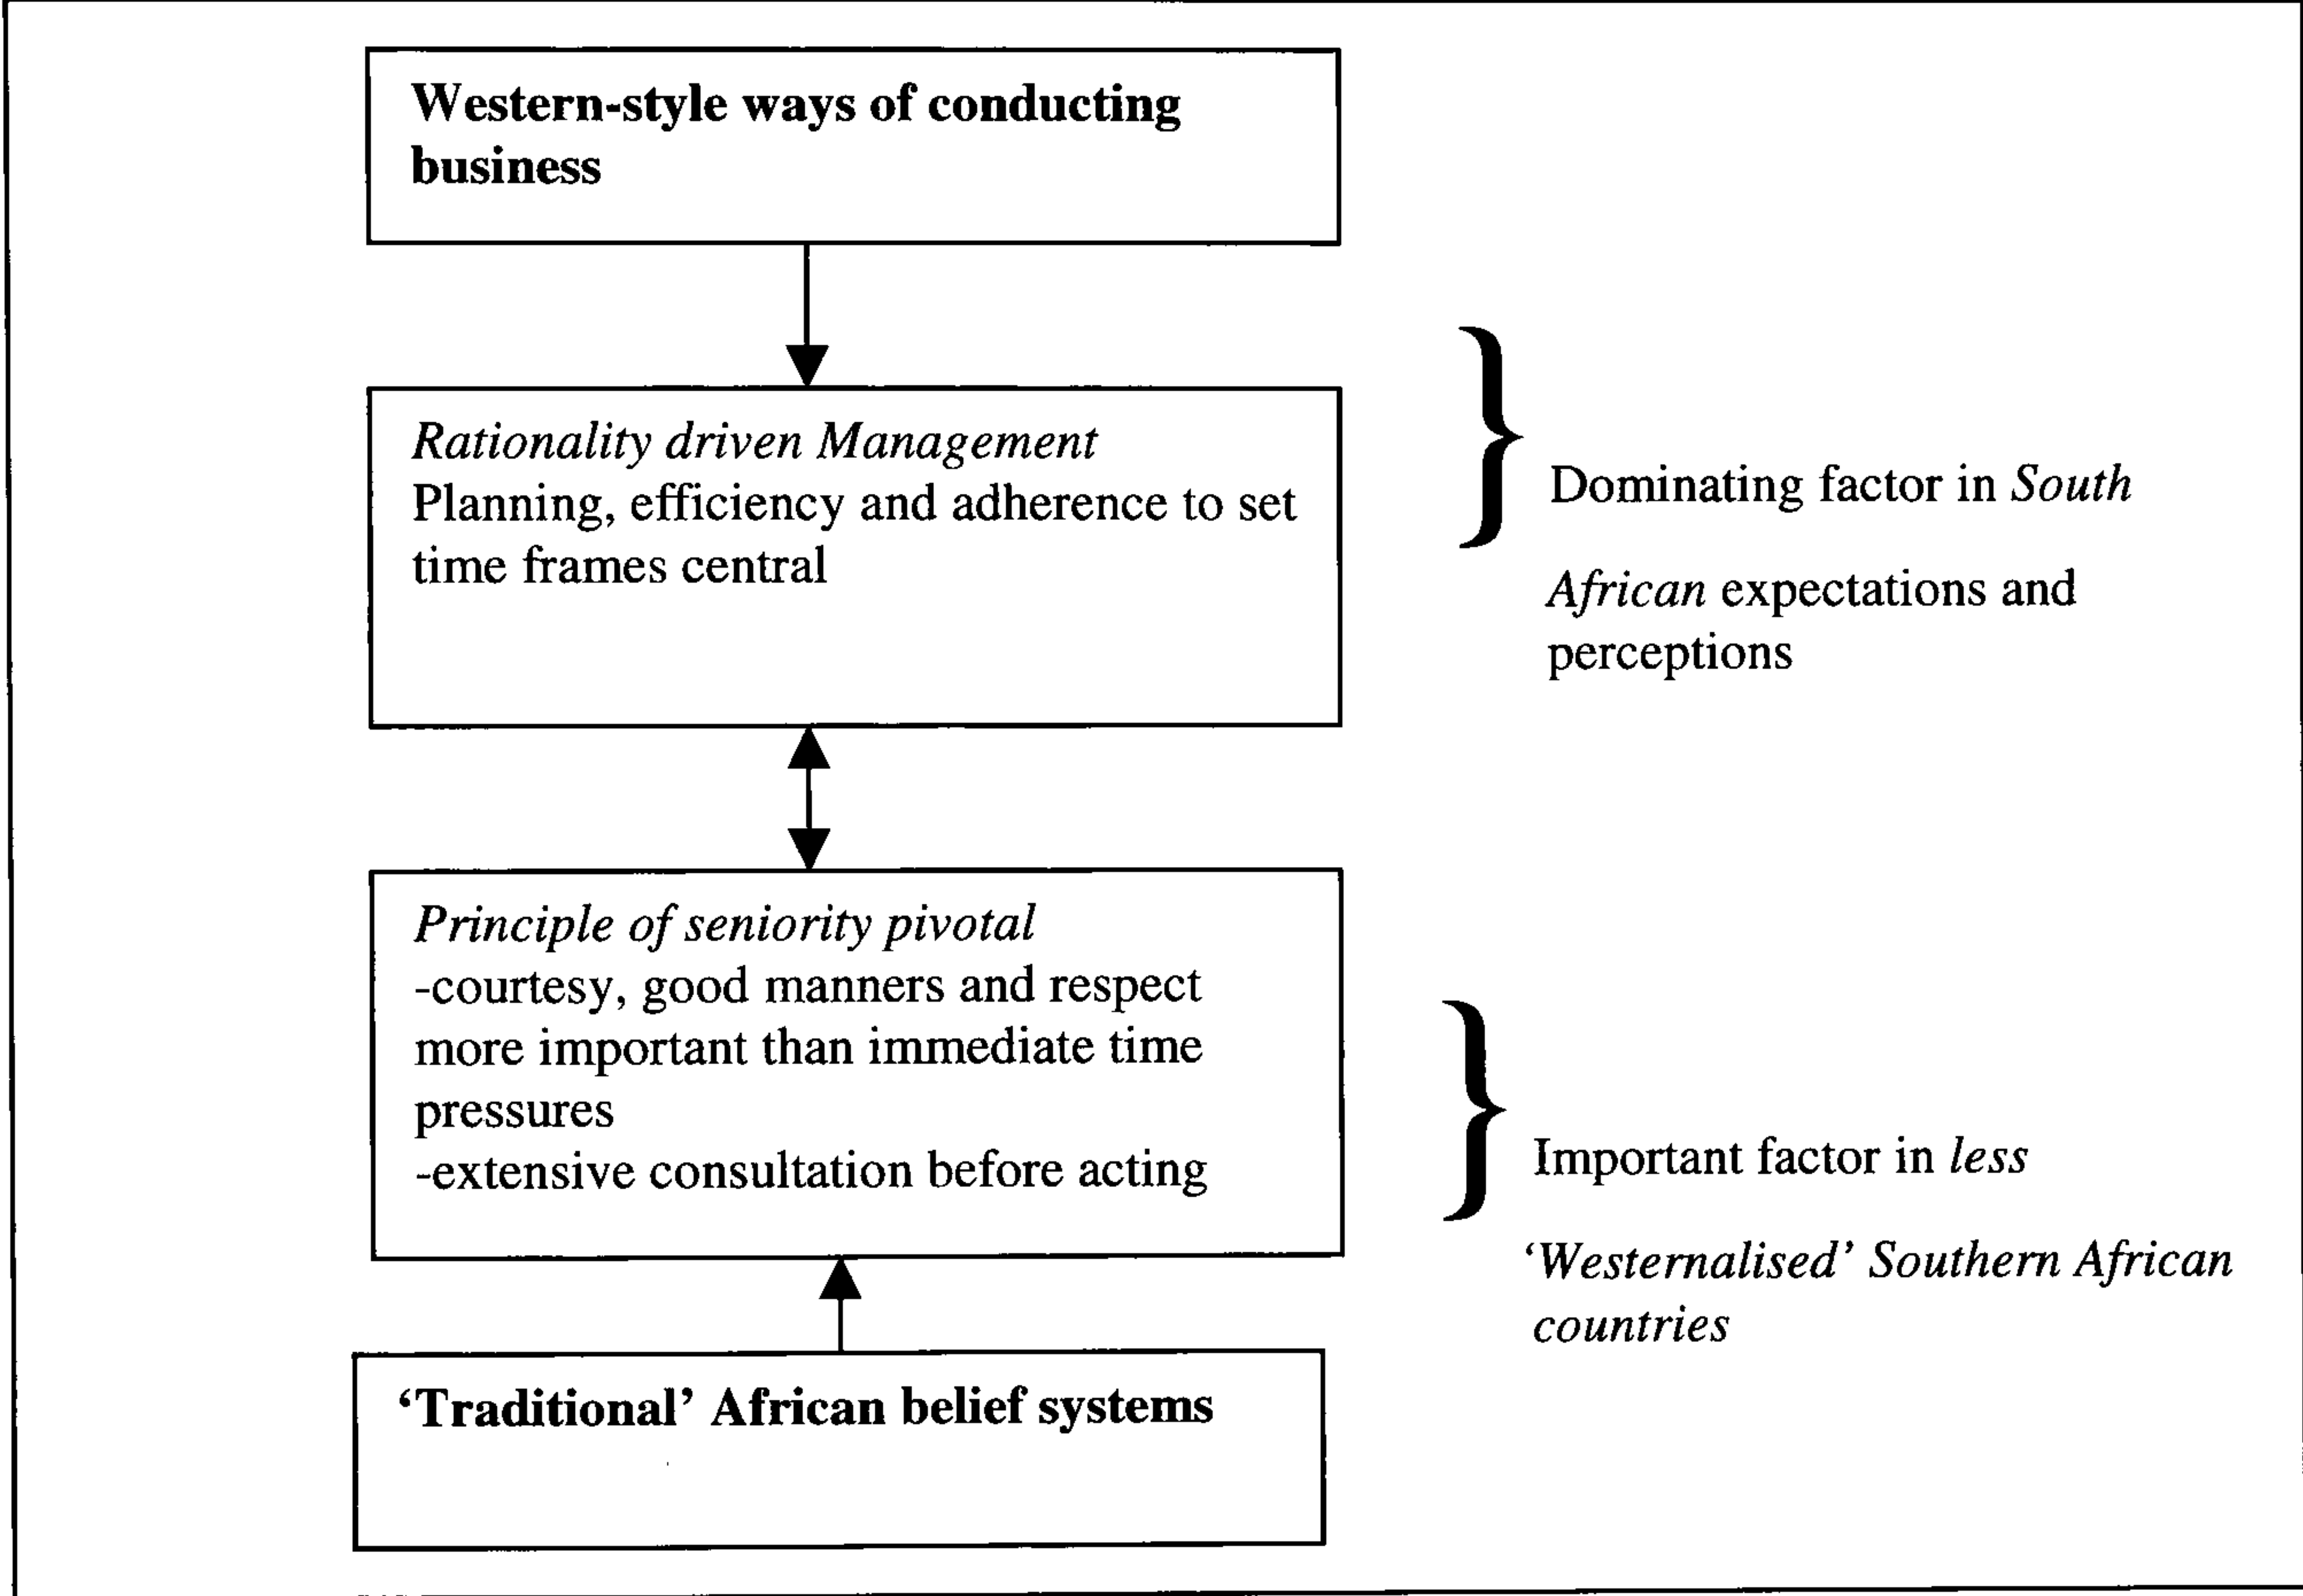 Western-style ways of conducting
business
Rationality driven Management
Planning, efficiency and adherence to set
time frames central
Dominating factor in South
African expectations and
perceptions
Principle of seniority pivotal
-courtesy, good manners and respect
more important than immediate time
pressures
-extensive consultation before acting
Important factor in less
‘Westernalised’ Southern African
countries
‘Traditional’ African belief systems